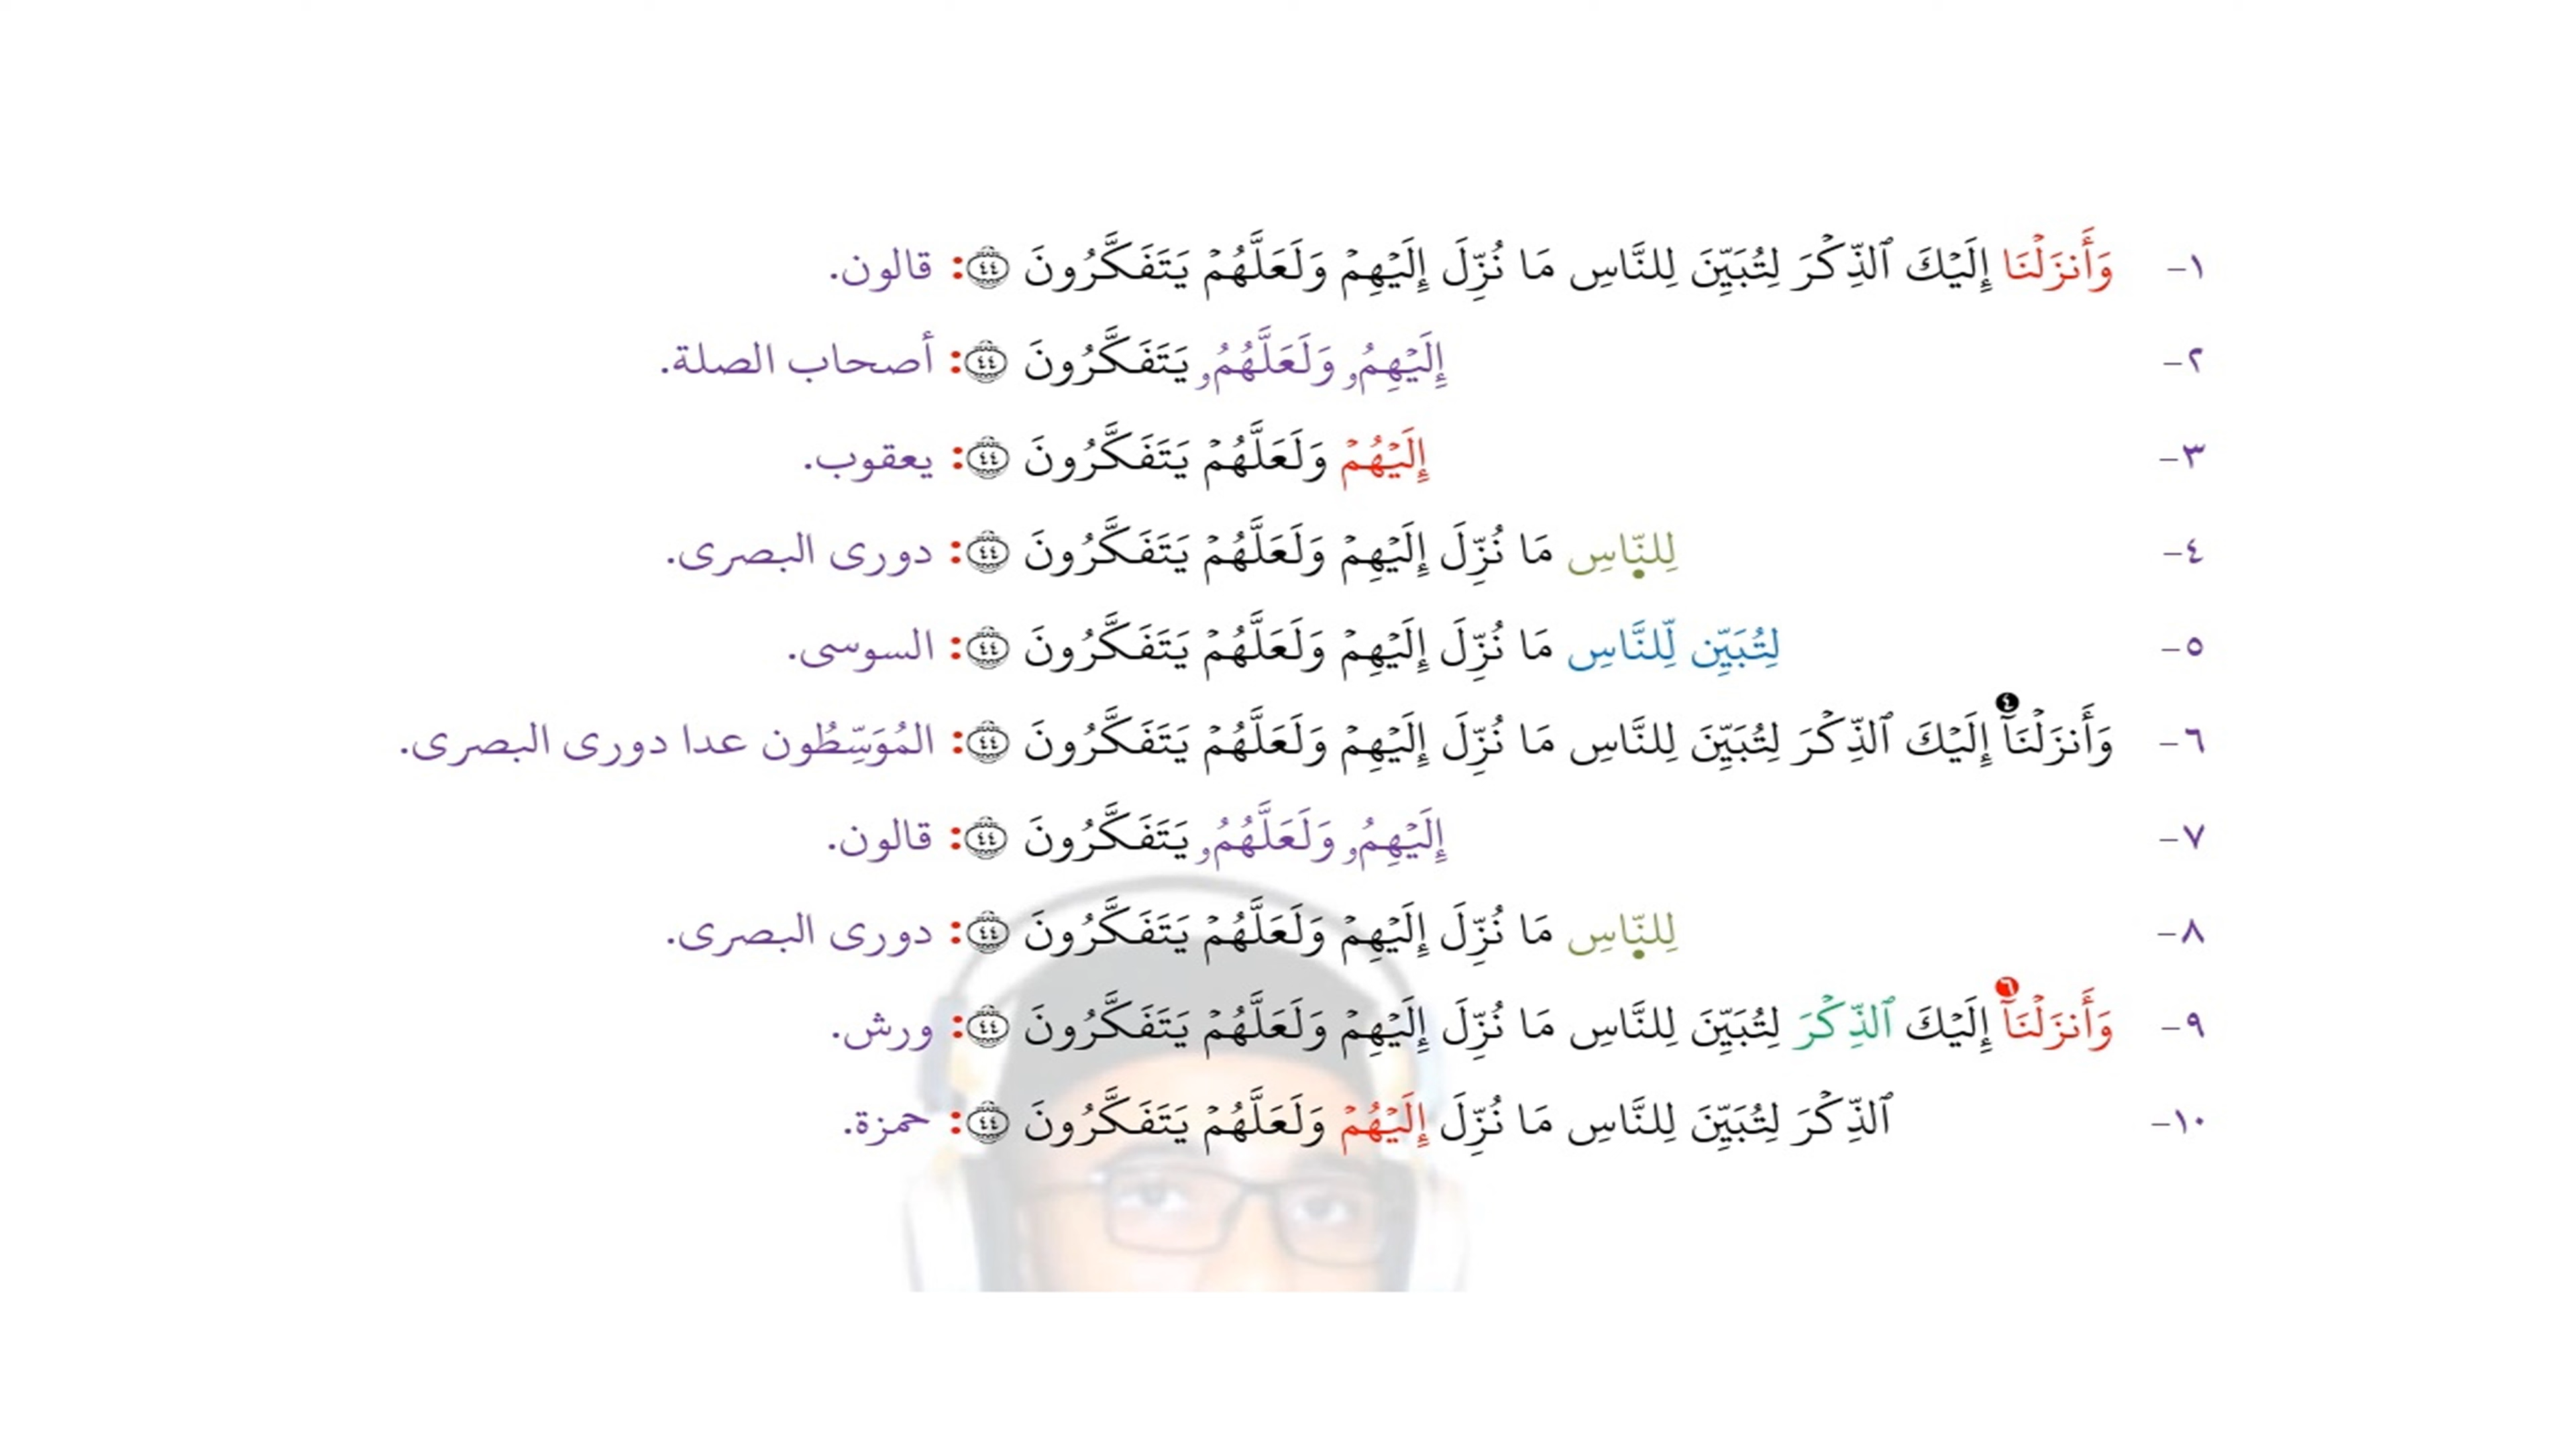 ١- وَأَنزَلۡنَا إِلَيۡكَ ٱلذِّكۡرَ لِتُبَيِّنَ لِلنَّاسِ مَا نُزِّلَ إِلَيۡهِمۡ وَلَعَلَّهُمۡ يَتَفَكَّرُونَ ٤٤ : قالون.
٢- إِلَيۡهِمُۥ وَلَعَلَّهُمُۥ يَتَفَكَّرُونَ ٤٤ : أصحاب الصلة.
٣- إِلَيۡهُمۡ وَلَعَلَّهُمۡ يَتَفَكَّرُونَ ٤٤ : يعقوب.
٤- لِلنّاسِ مَا نُزِّلَ إِلَيۡهِمۡ وَلَعَلَّهُمۡ يَتَفَكَّرُونَ ٤٤ : دورى البصرى.
٥- لِتُبَيِّن لِّلنَّاسِ مَا نُزِّلَ إِلَيۡهِمۡ وَلَعَلَّهُمۡ يَتَفَكَّرُونَ ٤٤ : السوسى.
٦- وَأَنزَلۡنَآ ٤ إِلَيۡكَ ٱلذِّكۡرَ لِتُبَيِّنَ لِلنَّاسِ مَا نُزِّلَ إِلَيۡهِمۡ وَلَعَلَّهُمۡ يَتَفَكَّرُونَ ٤٤ : المُوَسِّطُون عدا دورى البصرى.
٧- إِلَيۡهِمُۥ وَلَعَلَّهُمُۥ يَتَفَكَّرُونَ ٤٤ : قالون.
٨- لِلنّاسِ مَا نُزِّلَ إِلَيۡهِمۡ وَلَعَلَّهُمۡ يَتَفَكَّرُونَ ٤٤ : دورى البصرى.
٩- وَأَنزَلۡنَآ ٦ إِلَيۡكَ ٱلذِّكۡرَ لِتُبَيِّنَ لِلنَّاسِ مَا نُزِّلَ إِلَيۡهِمۡ وَلَعَلَّهُمۡ يَتَفَكَّرُونَ ٤٤ : ورش.
١٠- ٱلذِّكۡرَ لِتُبَيِّنَ لِلنَّاسِ مَا نُزِّلَ إِلَيۡهُمۡ وَلَعَلَّهُمۡ يَتَفَكَّرُونَ ٤٤ : حمزة.